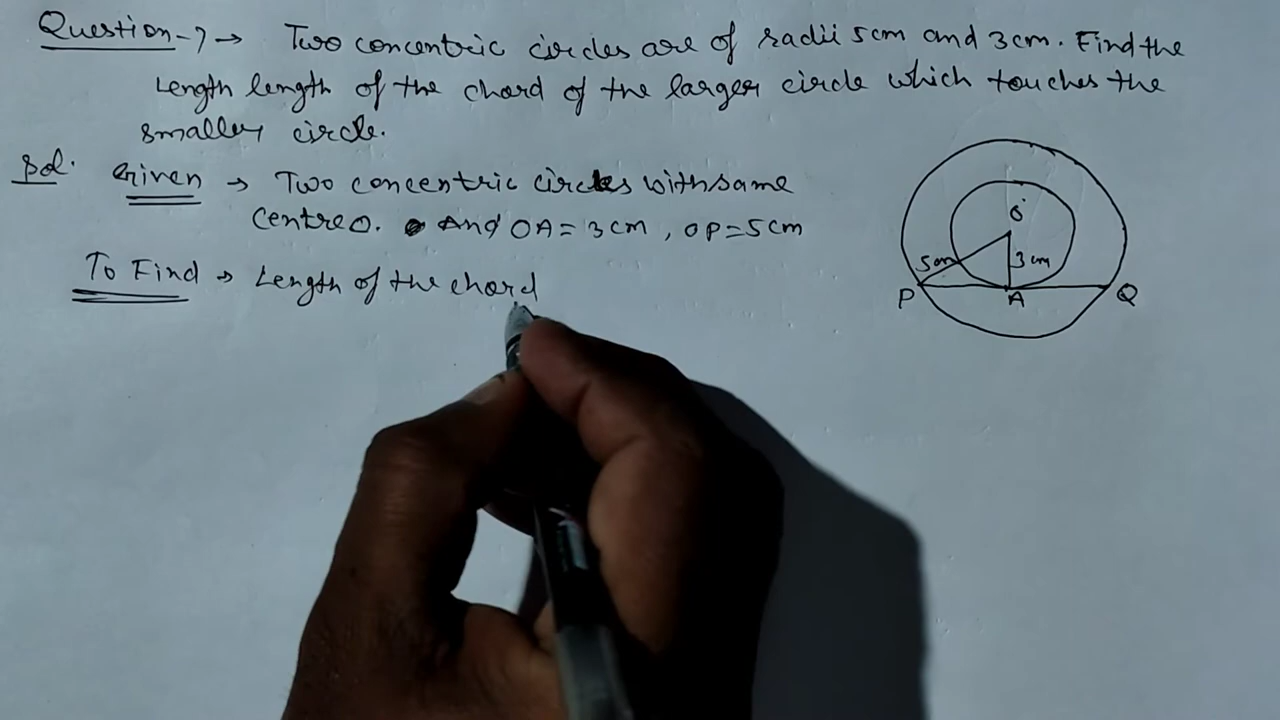 Question-7→ Two concentric circles are of radii 5cm and 3cm. Find the
Length length of the chord of the larger circle which touches the
smaller circle.
Sol. Given → Two concentric circles with same
Centre O. And OA = 3cm, OP = 5cm
To Find → Length of the chord
O
5cm
3cm
P
A
Q